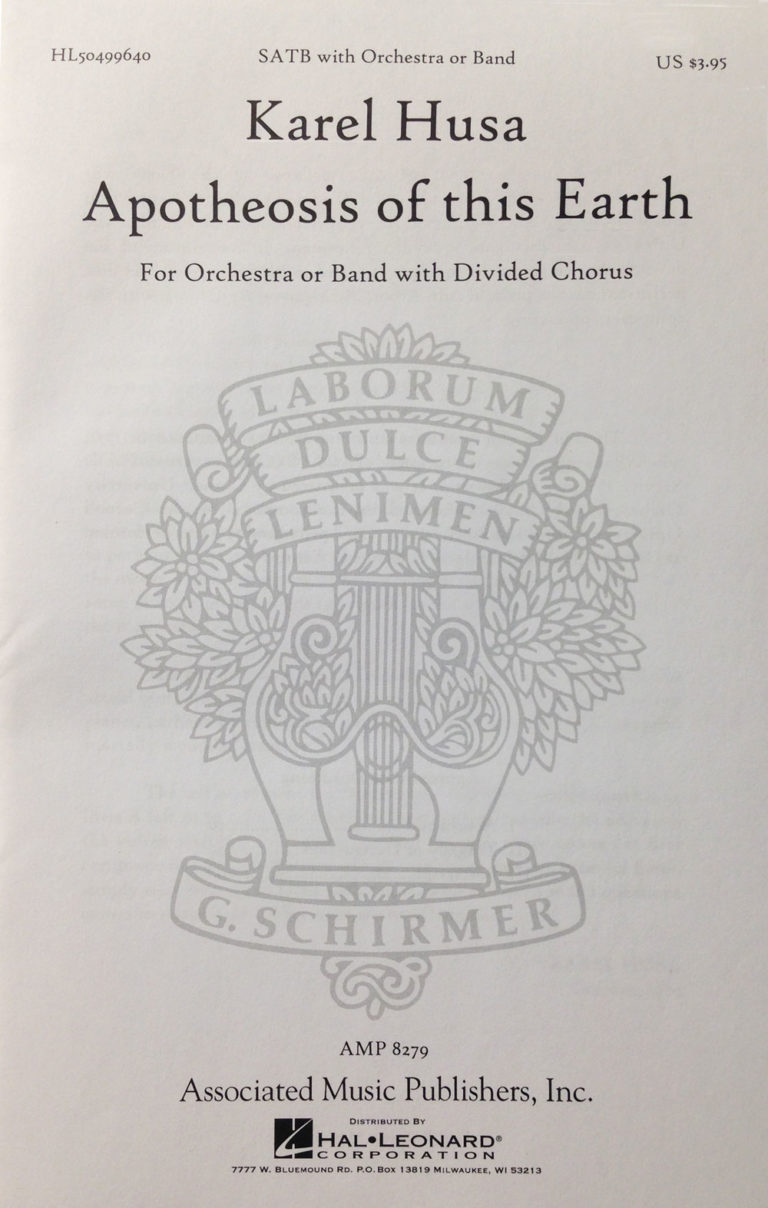 HL50499640 SATB with Orchestra or Band US $3.95
Karel Husa
Apotheosis of this Earth
For Orchestra or Band with Divided Chorus
LABORUM
DULCE
LENIMEN
G. SCHIRMER
AMP 8279
Associated Music Publishers, Inc.
DISTRIBUTED BY
HAL•LEONARD®
CORPORATION
7777 W. BLUEMOUND RD. P.O. BOX 13819 MILWAUKEE, WI 53213